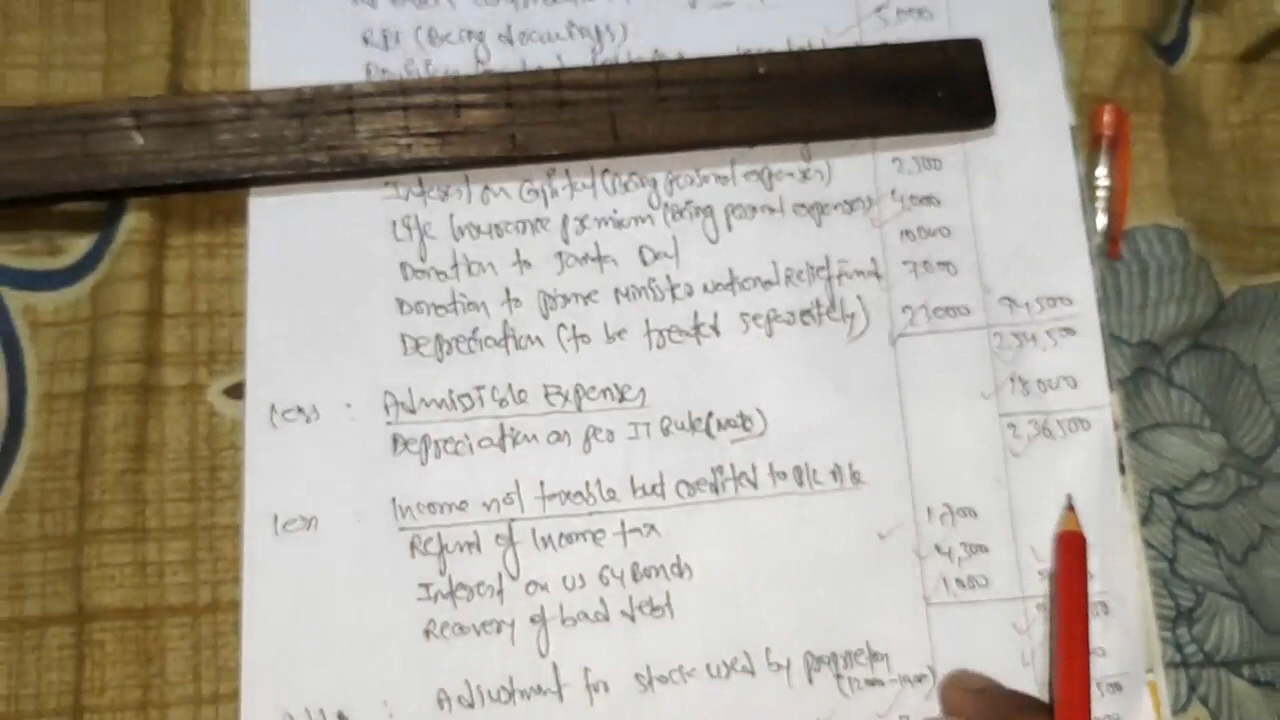 5,000
RPF (Being drawings)
Interest on Capital (Being personal expenses) 2,500
Life Insurance premium (Being personal expenses) 4,000
Donation to Janta Dal 10,000
Donation to Prime Minister National Relief Fund 7,000
Depreciation (to be treated separately) 23,000 94,500
2,54,500
Less : Admissible Expenses
Depreciation as per IT Rule (Note) 18,000
2,36,500
Less Income not taxable but credited to P/L A/c
Refund of Income tax
Interest on US 64 Bonds 4,300
Recovery of bad debt 1,000
Adjustment for stock used by proprietor
500